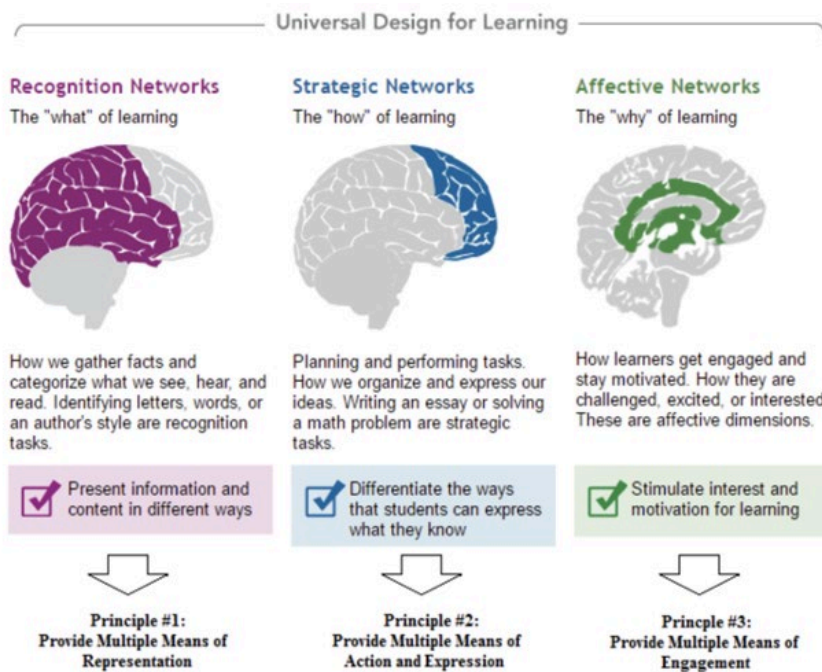 Universal Design for Learning
Recognition Networks
The "what" of learning
How we gather facts and
categorize what we see, hear, and
read. Identifying letters, words, or
an author's style are recognition
tasks.
Present information and
content in different ways
Principle #1:
Provide Multiple Means of
Representation
Strategic Networks
The "how" of learning
Planning and performing tasks.
How we organize and express our
ideas. Writing an essay or solving
a math problem are strategic
tasks.
Differentiate the ways
that students can express
what they know
Principle #2:
Provide Multiple Means of
Action and Expression
Affective Networks
The "why" of learning
How learners get engaged and
stay motivated. How they are
challenged, excited, or interested.
These are affective dimensions.
Stimulate interest and
motivation for learning
Princple #3:
Provide Multiple Means of
Engagement